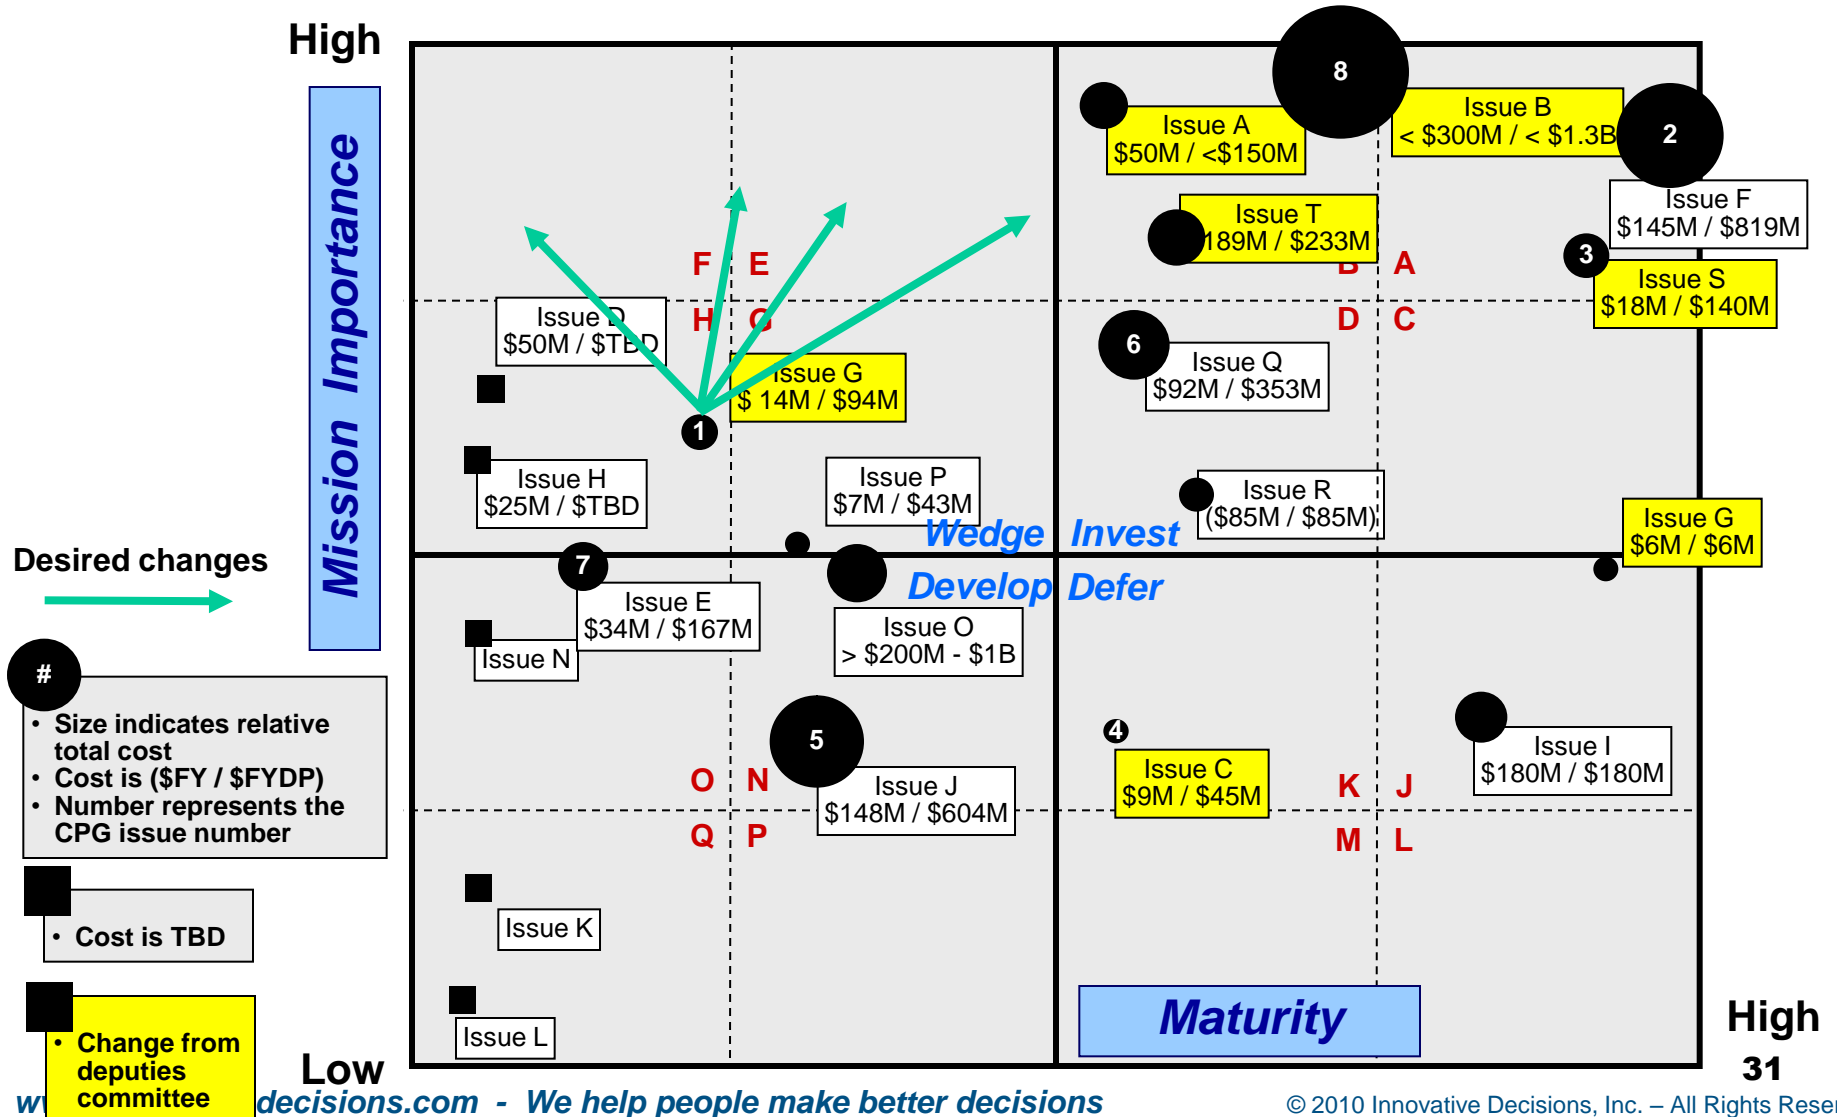 High
Mission Importance
8
Issue A
$50M / <$150M
Issue B
< $300M / < $1.3B
2
Issue F
$145M / $819M
Issue T
189M / $233M
3
Issue S
$18M / $140M
F E
B A
H G
D C
Issue D
$50M / $TBD
Issue G
$ 14M / $94M
1
6
Issue Q
$92M / $353M
Issue H
$25M / $TBD
Issue P
$7M / $43M
Issue R
($85M / $85M)
Issue G
$6M / $6M
Wedge Invest
Develop Defer
Desired changes
7
Issue E
$34M / $167M
Issue N
Issue O
> $200M - $1B
#
• Size indicates relative
total cost
• Cost is ($FY / $FYDP)
• Number represents the
CPG issue number
5
Issue J
$148M / $604M
4
Issue C
$9M / $45M
Issue I
$180M / $180M
O N
K J
Q P
M L
• Cost is TBD
Issue K
Issue L
• Change from
deputies
committee
Low
Maturity
High
31
decisions.com - We help people make better decisions
© 2010 Innovative Decisions, Inc. – All Rights